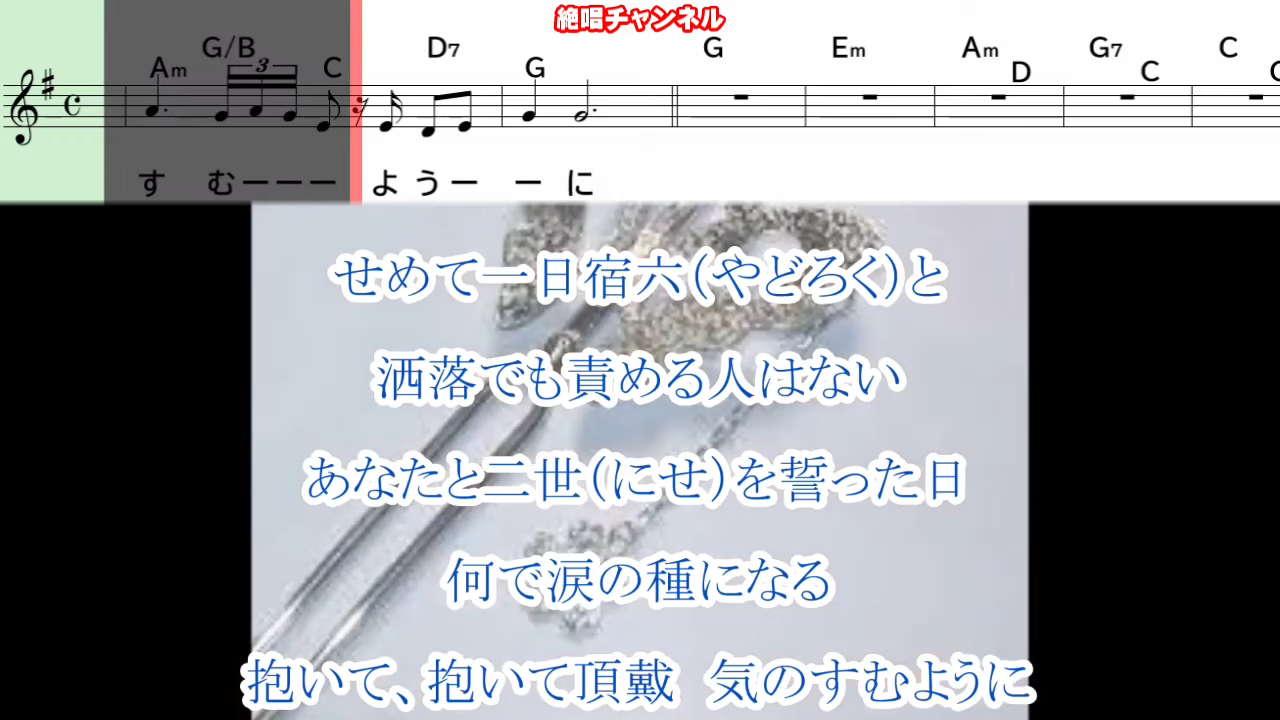 絶唱チャンネル
G/B
Am 3 C D7 G G Em Am D G7 C C
す む ー ー ー よ う ー ー に
せめて一日宿六(やどろく)と
洒落でも責める人はない
あなたと二世(にせ)を誓った日
何で涙の種になる
抱いて、抱いて頂戴 気のすむように